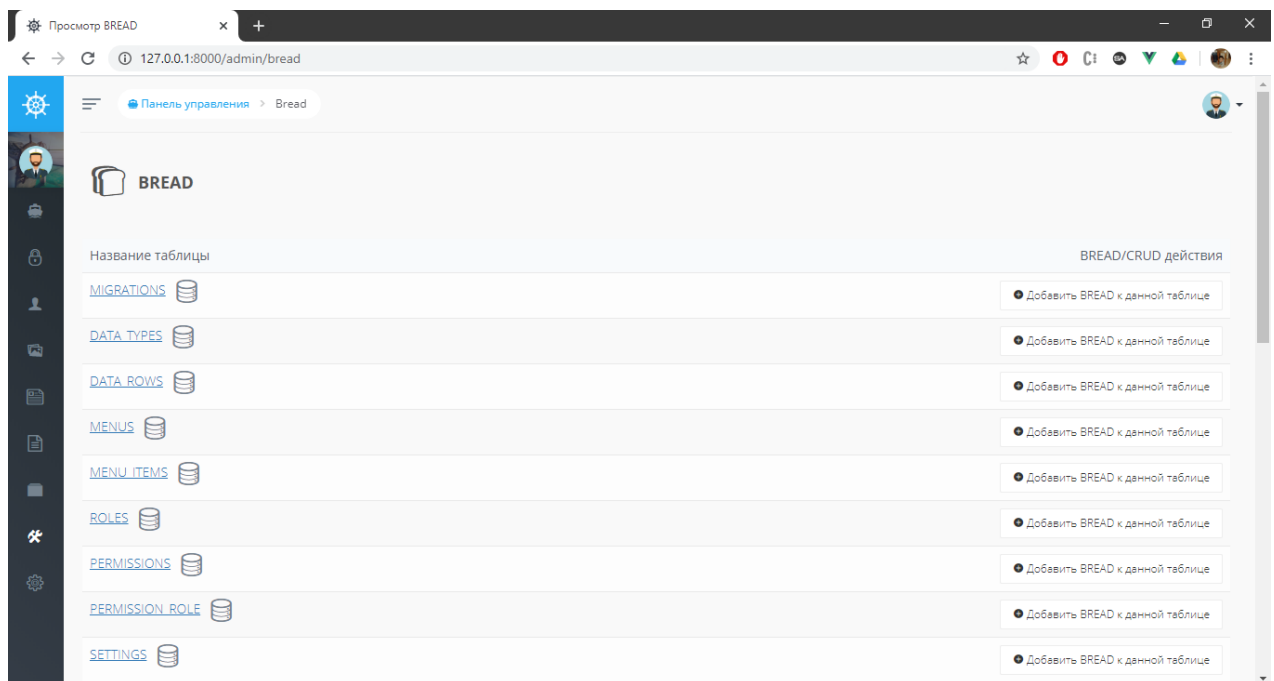 Просмотр BREAD
127.0.0.1:8000/admin/bread
Панель управления > Bread
BREAD
Название таблицы BREAD/CRUD действия
MIGRATIONS Добавить BREAD к данной таблице
DATA TYPES Добавить BREAD к данной таблице
DATA ROWS Добавить BREAD к данной таблице
MENUS Добавить BREAD к данной таблице
MENU ITEMS Добавить BREAD к данной таблице
ROLES Добавить BREAD к данной таблице
PERMISSIONS Добавить BREAD к данной таблице
PERMISSION ROLE Добавить BREAD к данной таблице
SETTINGS Добавить BREAD к данной таблице